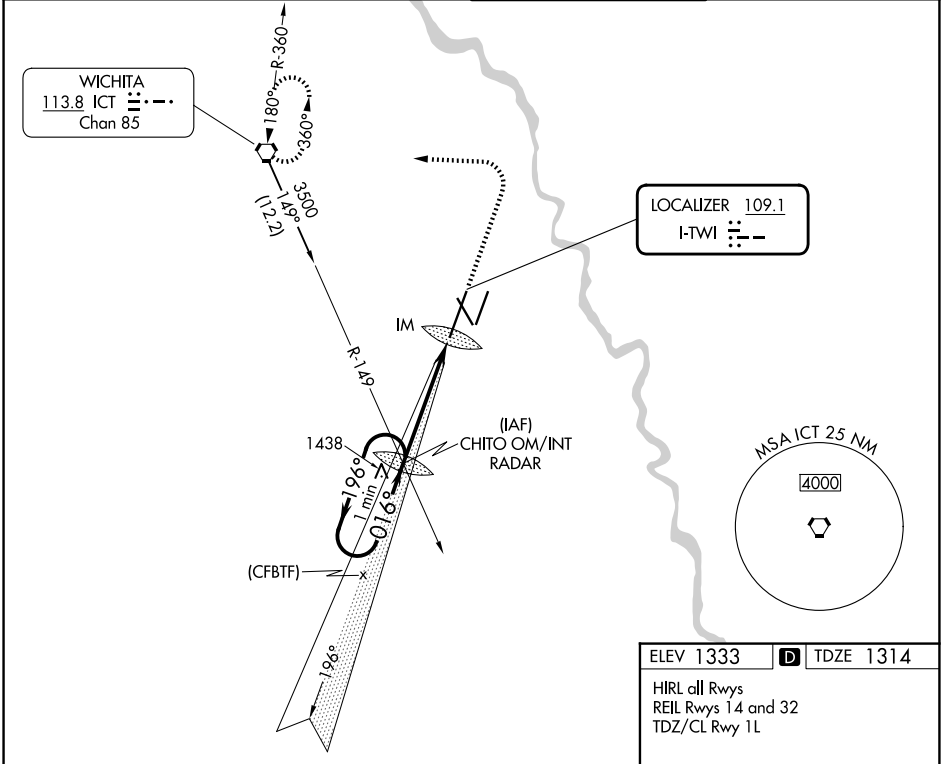 WICHITA
113.8 ICT
Chan 85
R-360
180°
360°
3500
149°
(12.2)
R-149
LOCALIZER 109.1
I-TWI
IM
(IAF)
CHITO OM/INT
RADAR
1438
196°
1 min
016°
(CFBTF)
x
196°
MSA ICT 25 NM
4000
ELEV 1333 D TDZE 1314
HIRL all Rwys
REIL Rwys 14 and 32
TDZ/CL Rwy 1L